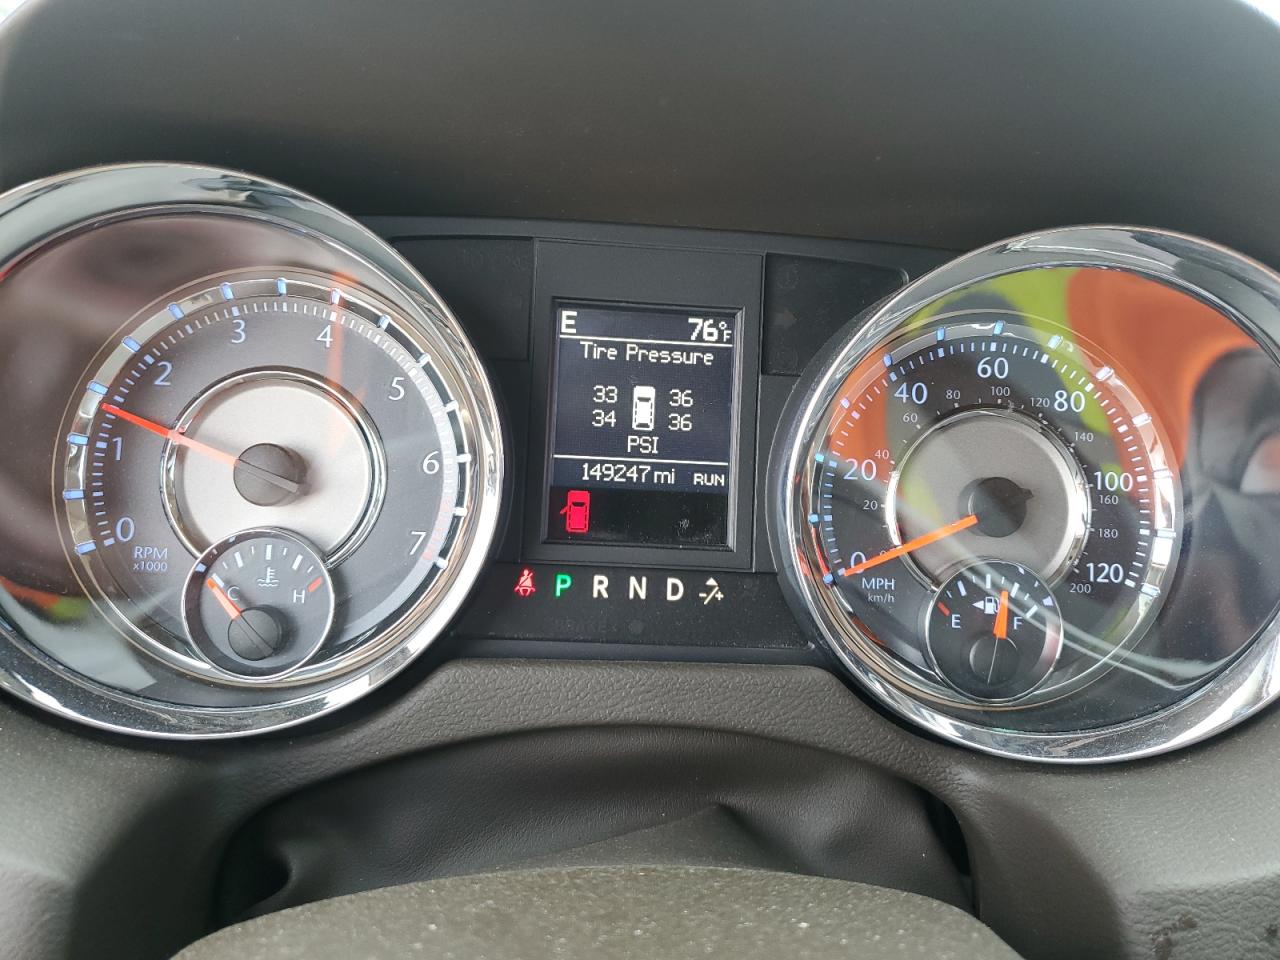 E 76°F
Tire Pressure
33 36
34 36
PSI
149247 mi RUN
P R N D
0 1 2 3 4 5 6 7
RPM
x1000
C H
0 20 40 60 80 100 120
0 20 40 60 80 100 120 140 160 180 200
MPH
km/h
E F
BRAKE